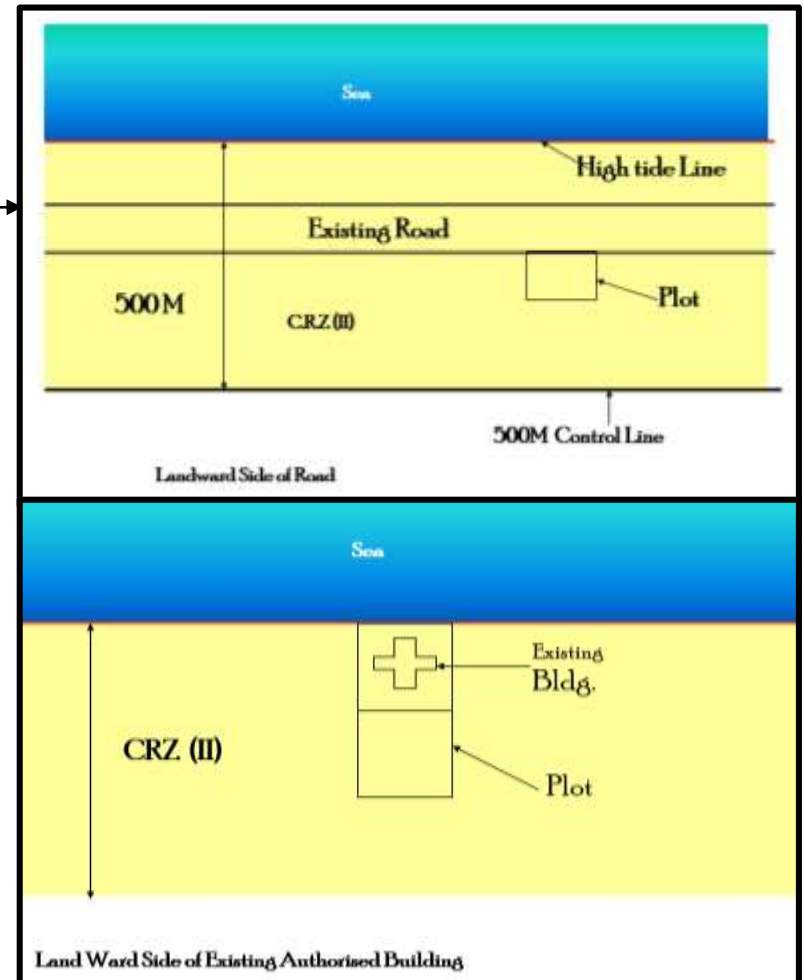 Sea
High tide Line
Existing Road
500M
Plot
C.R.Z (II)
500M Control Line
Landward Side of Road
Sea
Existing
Bldg.
CRZ (II)
Plot
Land Ward Side of Existing Authorised Building